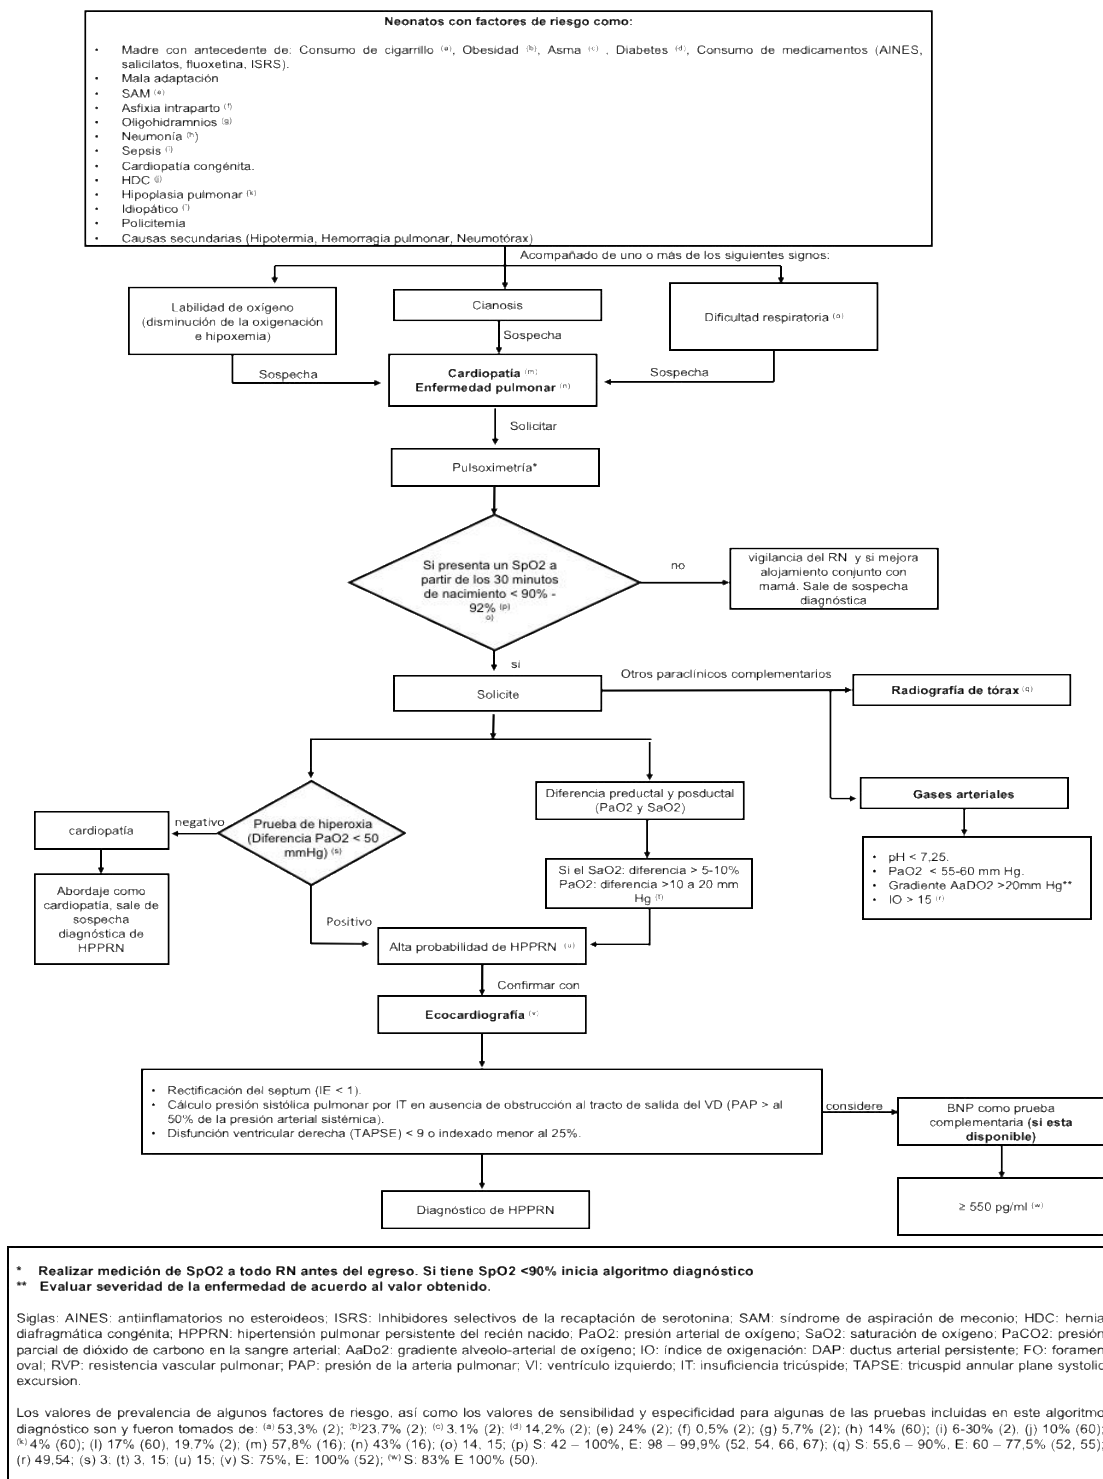 Neonatos con factores de riesgo como:
• Madre con antecedente de: Consumo de cigarrillo (a), Obesidad (b), Asma (c) , Diabetes (d), Consumo de medicamentos (AINES,
salicilatos, fluoxetina, ISRS).
• Mala adaptación
• SAM (e)
• Asfixia intraparto (f)
• Oligohidramnios (g)
• Neumonía (h)
• Sepsis (i)
• Cardiopatía congénita.
• HDC (j)
• Hipoplasia pulmonar (k)
• Idiopático (l)
• Policitemia
• Causas secundarias (Hipotermia, Hemorragia pulmonar, Neumotórax)
Acompañado de uno o más de los siguientes signos:
Labilidad de oxígeno
(disminución de la oxigenación
e hipoxemia)
Cianosis
Dificultad respiratoria (o)
Sospecha
Sospecha
Sospecha
Cardiopatía (m)
Enfermedad pulmonar (n)
Solicitar
Pulsoximetría*
Si presenta un SpO2 a
partir de los 30 minutos
de nacimiento < 90% -
92% (p)
o)
no
vigilancia del RN y si mejora
alojamiento conjunto con
mamá. Sale de sospecha
diagnóstica
si
Solicite
Otros paraclínicos complementarios
Radiografía de tórax (q)
Gases arteriales
• pH < 7,25.
• PaO2 < 55-60 mm Hg.
• Gradiente AaDO2 >20mm Hg**
• IO > 15 (r)
Diferencia preductal y posductal
(PaO2 y SaO2)
Si el SaO2: diferencia > 5-10%
PaO2: diferencia >10 a 20 mm
Hg (t)
Prueba de hiperoxia
(Diferencia PaO2 < 50
mmHg) (s)
negativo
cardiopatía
Abordaje como
cardiopatía, sale de
sospecha
diagnóstica de
HPPRN
Positivo
Alta probabilidad de HPPRN (u)
Confirmar con
Ecocardiografía (v)
• Rectificación del septum (IE < 1).
• Cálculo presión sistólica pulmonar por IT en ausencia de obstrucción al tracto de salida del VD (PAP > al
50% de la presión arterial sistémica).
• Disfunción ventricular derecha (TAPSE) < 9 o indexado menor al 25%.
considere
BNP como prueba
complementaria (si esta
disponible)
≥ 550 pg/ml (w)
Diagnóstico de HPPRN
* Realizar medición de SpO2 a todo RN antes del egreso. Si tiene SpO2 <90% inicia algoritmo diagnóstico
** Evaluar severidad de la enfermedad de acuerdo al valor obtenido.
Siglas: AINES: antiinflamatorios no esteroideos; ISRS: Inhibidores selectivos de la recaptación de serotonina; SAM: síndrome de aspiración de meconio; HDC: hernia
diafragmática congénita; HPPRN: hipertensión pulmonar persistente del recién nacido; PaO2: presión arterial de oxígeno; SaO2: saturación de oxígeno; PaCO2: presión
parcial de dióxido de carbono en la sangre arterial; AaDo2: gradiente alveolo-arterial de oxígeno; IO: índice de oxigenación: DAP: ductus arterial persistente; FO: foramen
oval; RVP: resistencia vascular pulmonar; PAP: presión de la arteria pulmonar; VI: ventrículo izquierdo; IT: insuficiencia tricúspide; TAPSE: tricuspid annular plane systolic
excursion.
Los valores de prevalencia de algunos factores de riesgo, así como los valores de sensibilidad y especificidad para algunas de las pruebas incluidas en este algoritmo
diagnóstico son y fueron tomados de: (a) 53,3% (2); (b)23,7% (2); (c) 3.1% (2); (d) 14,2% (2); (e) 24% (2); (f) 0,5% (2); (g) 5,7% (2); (h) 14% (60); (i) 6-30% (2), (j) 10% (60);
(k) 4% (60); (l) 17% (60), 19.7% (2); (m) 57,8% (16); (n) 43% (16); (o) 14, 15; (p) S: 42 – 100%, E: 98 – 99,9% (52, 54, 66, 67); (q) S: 55,6 – 90%, E: 60 – 77,5% (52, 55);
(r) 49,54; (s) 3. (t) 3, 15; (u) 15; (v) S: 75%, E: 100% (52); (w) S: 83% E 100% (50).